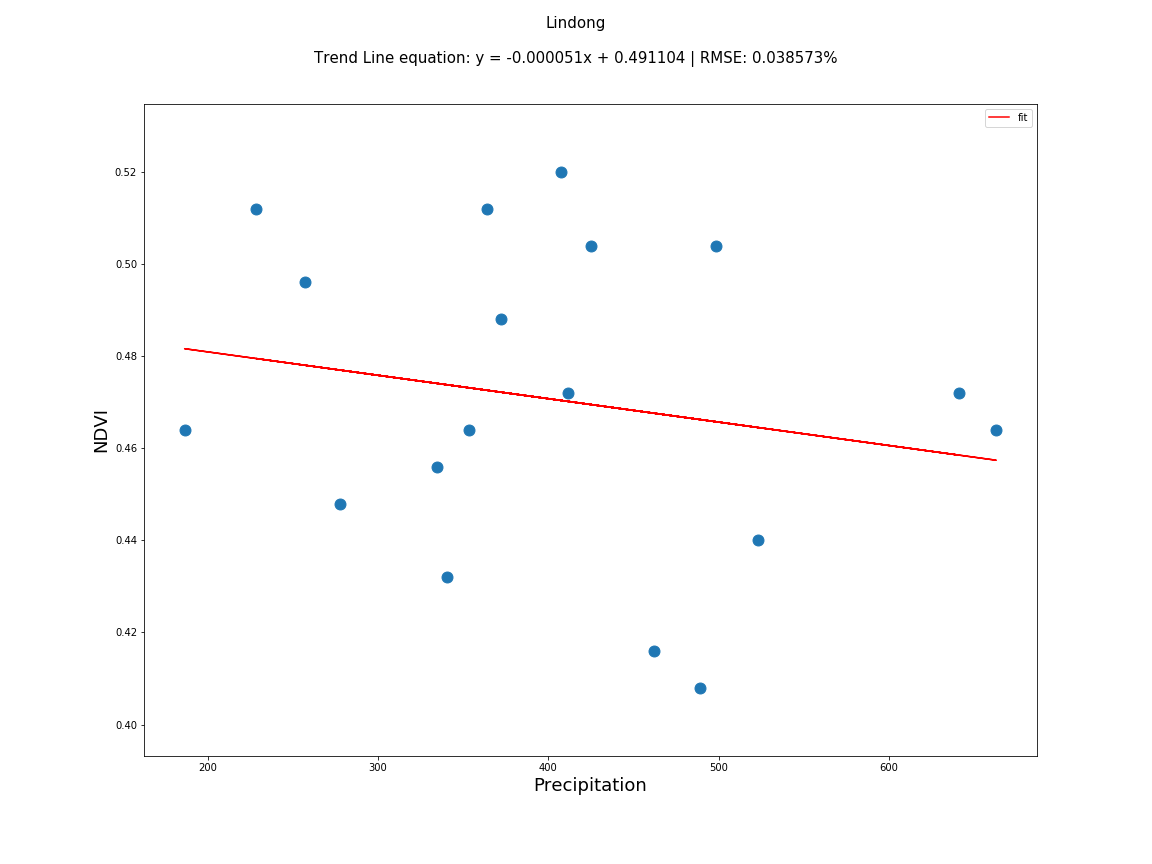 Lindong
Trend Line equation: y = -0.000051x + 0.491104 | RMSE: 0.038573%
fit
0.52
0.50
0.48
0.46
0.44
0.42
0.40
NDVI
200 300 400 500 600
Precipitation